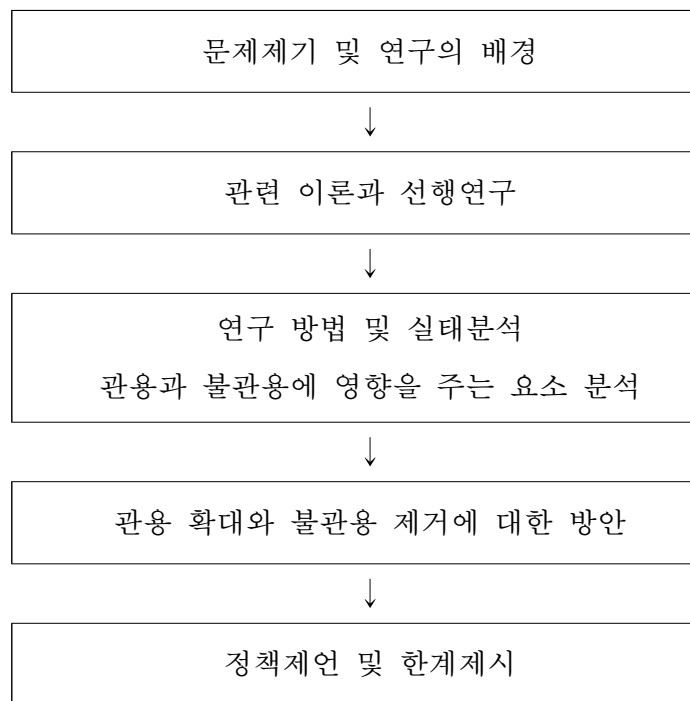 문제제기 및 연구의 배경
↓
관련 이론과 선행연구
↓
연구 방법 및 실태분석
관용과 불관용에 영향을 주는 요소 분석
↓
관용 확대와 불관용 제거에 대한 방안
↓
정책제언 및 한계제시